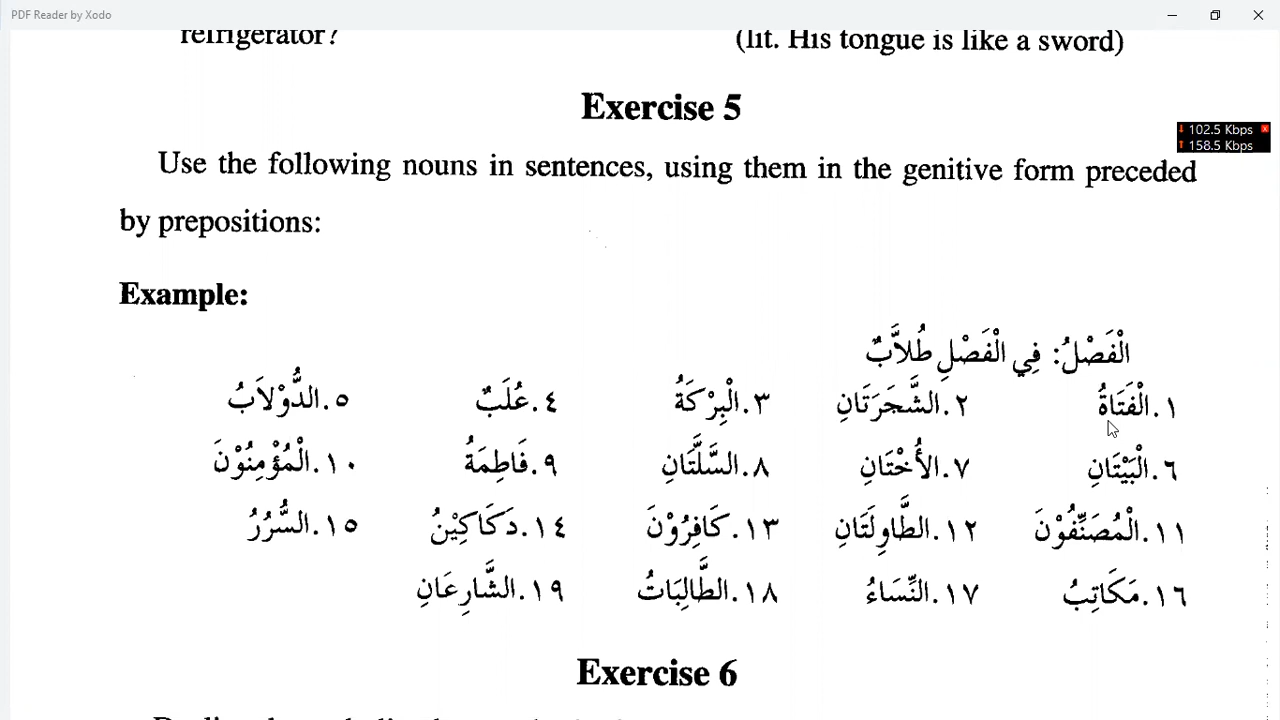 PDF Reader by Xodo
refrigerator? (lit. His tongue is like a sword)
Exercise 5
102.5 Kbps
158.5 Kbps
Use the following nouns in sentences, using them in the genitive form preceded
by prepositions:
Example:
الْفَصْلُ: فِي الْفَصْلِ طُلاَّبٌ
١.الْفَتَاةُ ٢.الشَّجَرَتَانِ ٣.الْبِرْكَةُ ٤.عُلَبٌ ٥.الدُّوْلاَبُ
٦.الْبَيْتَانِ ٧.الأُخْتَانِ ٨.السَّلَّتَانِ ٩.فَاطِمَةُ ١٠.الْمُؤْمِنُوْنَ
١١.الْمُصَنِّفُوْنَ ١٢.الطَّاوِلَتَانِ ١٣.كَافِرُوْنَ ١٤.دَكَاكِيْنُ ١٥.السُّرُرُ
١٦.مَكَاتِبُ ١٧.النِّسَاءُ ١٨.الطَّالِبَاتُ ١٩.الشَّارِعَانِ
Exercise 6